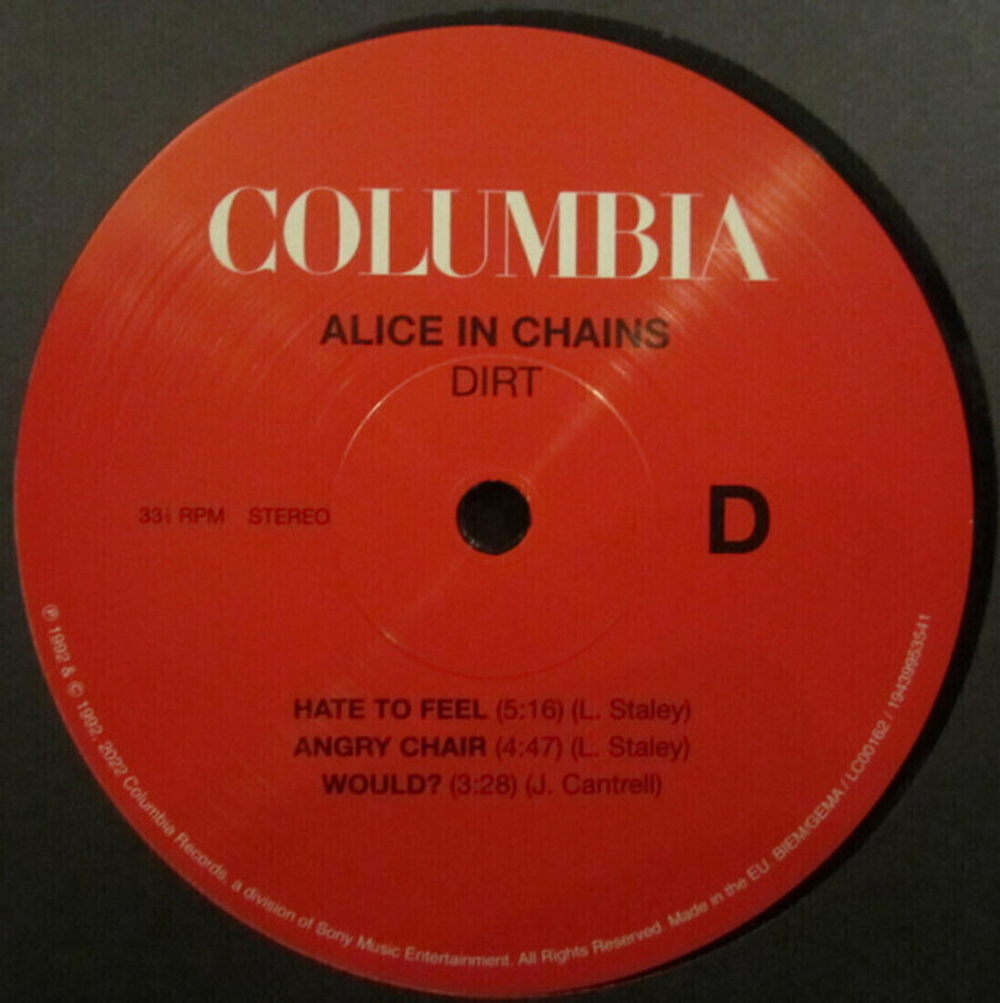 COLUMBIA
ALICE IN CHAINS
DIRT
33⅓ RPM STEREO
D
HATE TO FEEL (5:16) (L. Staley)
ANGRY CHAIR (4:47) (L. Staley)
WOULD? (3:28) (J. Cantrell)
℗ 1992 & © 1992, 2022 Columbia Records, a division of Sony Music Entertainment. All Rights Reserved. Made in the EU. BIEM/GEMA / LC00162 / 19439953541